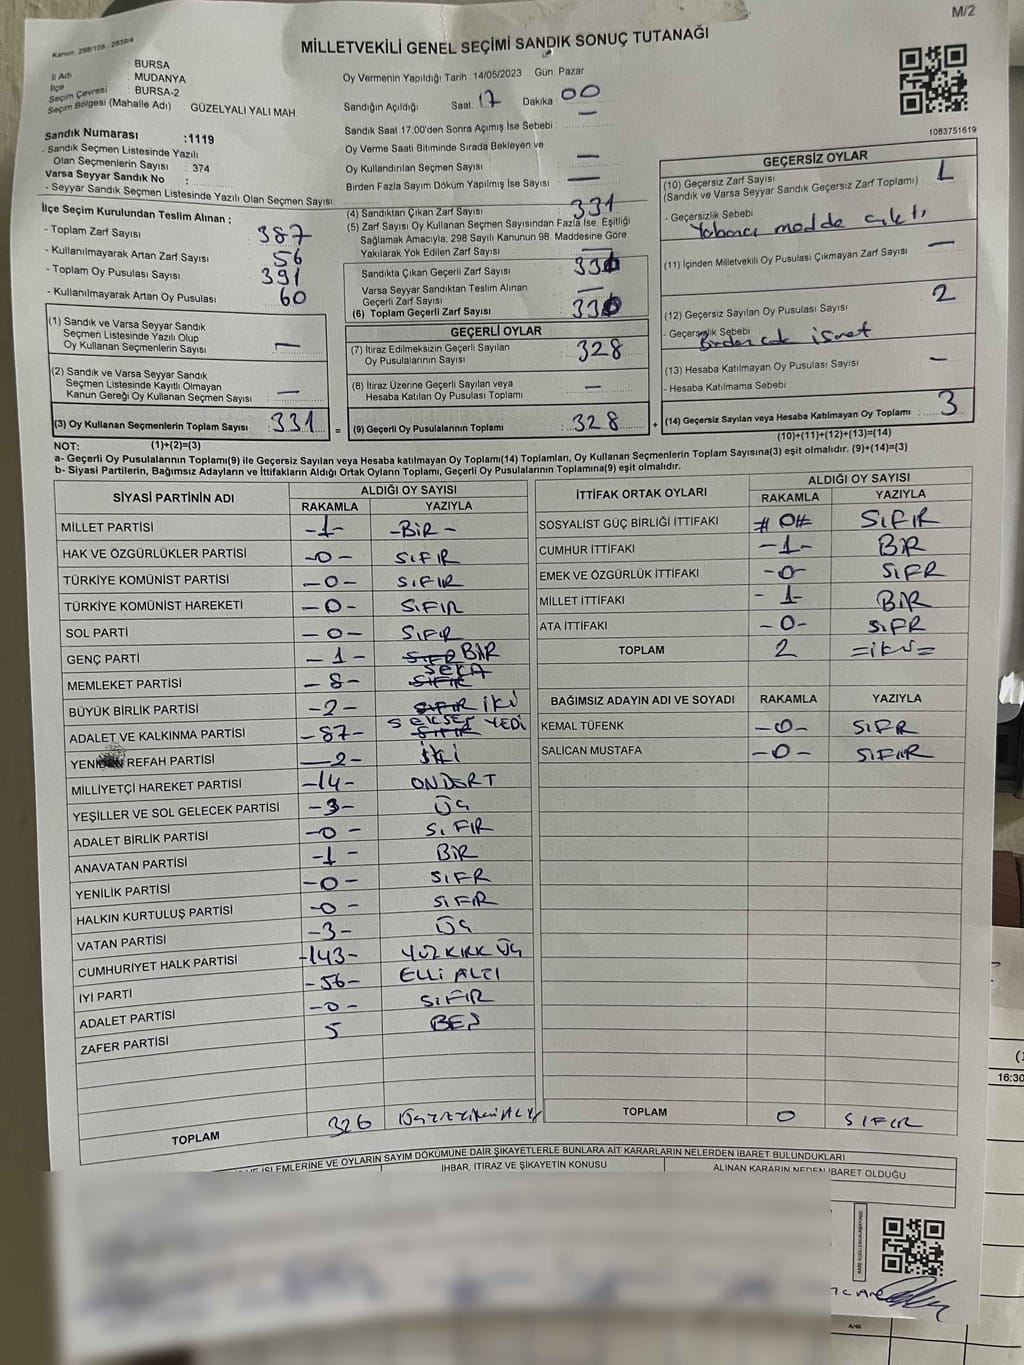 M/2
Kanun: 298/105 , 2839/4
MİLLETVEKİLİ GENEL SEÇİMİ SANDIK SONUÇ TUTANAĞI
İl Adı : BURSA
İlçe : MUDANYA
Seçim Çevresi : BURSA-2
Seçim Bölgesi (Mahalle Adı) : GÜZELYALI YALI MAH.
Sandık Numarası :1119
- Sandık Seçmen Listesinde Yazılı
Olan Seçmenlerin Sayısı : 374
Varsa Seyyar Sandık No :
- Seyyar Sandık Seçmen Listesinde Yazılı Olan Seçmen Sayısı:
Oy Vermenin Yapıldığı Tarih :14/05/2023 Gün: Pazar
Sandığın Açıldığı Saat: 17 Dakika : 00
Sandık Saat 17:00'den Sonra Açımış İse Sebebi : —
Oy Verme Saati Bitiminde Sırada Bekleyen ve
Oy Kullandırılan Seçmen Sayısı : —
Birden Fazla Sayım Döküm Yapılmış İse Sayısı : —
1083751619
İlçe Seçim Kurulundan Teslim Alınan ;
- Toplam Zarf Sayısı : 387
- Kullanılmayarak Artan Zarf Sayısı : 56
- Toplam Oy Pusulası Sayısı : 391
- Kullanılmayarak Artan Oy Pusulası : 60
(1) Sandık ve Varsa Seyyar Sandık
Seçmen Listesinde Yazılı Olup
Oy Kullanan Seçmenlerin Sayısı : —
(2) Sandık ve Varsa Seyyar Sandık
Seçmen Listesinde Kayıtlı Olmayan
Kanun Gereği Oy Kullanan Seçmen Sayısı : —
(3) Oy Kullanan Seçmenlerin Toplam Sayısı : 331 =
(1)+(2)=(3)
(4) Sandıktan Çıkan Zarf Sayısı : 331
(5) Zarf Sayısı Oy Kullanan Seçmen Sayısından Fazla İse, Eşitliği
Sağlamak Amacıyla, 298 Sayılı Kanunun 98. Maddesine Göre
Yakılarak Yok Edilen Zarf Sayısı : —
Sandıkta Çıkan Geçerli Zarf Sayısı : 330
Varsa Seyyar Sandıktan Teslim Alınan
Geçerli Zarf Sayısı : —
(6) Toplam Geçerli Zarf Sayısı : 330
GEÇERLİ OYLAR
(7) İtiraz Edilmeksizin Geçerli Sayılan
Oy Pusulalarının Sayısı : 328
(8) İtiraz Üzerine Geçerli Sayılan veya
Hesaba Katılan Oy Pusulası Toplamı : —
(9) Geçerli Oy Pusulalarının Toplamı : 328 +
GEÇERSİZ OYLAR
(10) Geçersiz Zarf Sayısı : 1
(Sandık ve Varsa Seyyar Sandık Geçersiz Zarf Toplamı)
- Geçersizlik Sebebi
Yabancı madde çıktı
(11) İçinden Milletvekili Oy Pusulası Çıkmayan Zarf Sayısı : —
(12) Geçersiz Sayılan Oy Pusulası Sayısı : 2
- Geçersizlik Sebebi
Birden çok işaret
(13) Hesaba Katılmayan Oy Pusulası Sayısı : —
- Hesaba Katılmama Sebebi
(14) Geçersiz Sayılan veya Hesaba Katılmayan Oy Toplamı : 3
(10)+(11)+(12)+(13)=(14)
NOT:
a- Geçerli Oy Pusulalarının Toplamı(9) ile Geçersiz Sayılan veya Hesaba katılmayan Oy Toplamı(14) Toplamları, Oy Kullanan Seçmenlerin Toplam Sayısına(3) eşit olmalıdır. (9)+(14)=(3)
b- Siyasi Partilerin, Bağımsız Adayların ve İttifakların Aldığı Ortak Oyların Toplamı, Geçerli Oy Pusulalarının Toplamına(9) eşit olmalıdır.
SİYASİ PARTİNİN ADI ALDIĞI OY SAYISI
RAKAMLA YAZIYLA
MİLLET PARTİSİ -1- -BİR-
HAK VE ÖZGÜRLÜKLER PARTİSİ -0- SIFIR
TÜRKİYE KOMÜNİST PARTİSİ -0- SIFIR
TÜRKİYE KOMÜNİST HAREKETİ -0- SIFIR
SOL PARTİ -0- SIFIR
GENÇ PARTİ -1- SIFR BİR
MEMLEKET PARTİSİ -8- SEKİZ SIFIR
BÜYÜK BİRLİK PARTİSİ -2- SIFIR İKİ
ADALET VE KALKINMA PARTİSİ -87- SEKSEN YEDİ SIFIR
YENİDEN REFAH PARTİSİ -2- İKİ
MİLLİYETÇİ HAREKET PARTİSİ -14- ONDÖRT
YEŞİLLER VE SOL GELECEK PARTİSİ -3- ÜÇ
ADALET BİRLİK PARTİSİ -0- SIFIR
ANAVATAN PARTİSİ -1- BİR
YENİLİK PARTİSİ -0- SIFR
HALKIN KURTULUŞ PARTİSİ -0- SIFR
VATAN PARTİSİ -3- ÜÇ
CUMHURİYET HALK PARTİSİ -143- YÜZKIRK ÜÇ
İYİ PARTİ -56- ELLİ ALTI
ADALET PARTİSİ -0- SIFIR
ZAFER PARTİSİ 5 BEŞ
TOPLAM 326
İTTİFAK ORTAK OYLARI ALDIĞI OY SAYISI
RAKAMLA YAZIYLA
SOSYALİST GÜÇ BİRLİĞİ İTTİFAKI #0# SIFIR
CUMHUR İTTİFAKI -1- BİR
EMEK VE ÖZGÜRLÜK İTTİFAKI -0- SIFR
MİLLET İTTİFAKI -1- BİR
ATA İTTİFAKI -0- SIFR
TOPLAM 2 =İKİ=
BAĞIMSIZ ADAYIN ADI VE SOYADI RAKAMLA YAZIYLA
KEMAL TÜFENK -0- SIFR
SALİCAN MUSTAFA -0- SIFIR
TOPLAM 0 SIFIR
İŞLEMLERİNE VE OYLARIN SAYIM DÖKÜMÜNE DAİR ŞİKAYETLERLE BUNLARA AİT KARARLARIN NELERDEN İBARET BULUNDUKLARI
İHBAR, İTİRAZ VE ŞİKAYETİN KONUSU ALINAN KARARIN NEDEN İBARET OLDUĞU
16:30